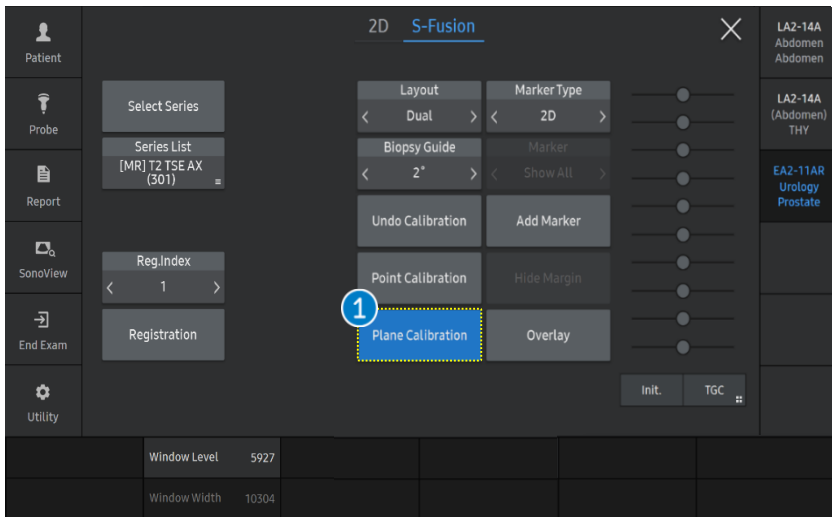 2D S-Fusion
Patient
Probe
Report
SonoView
End Exam
Utility
Select Series
Series List
[MR] T2 TSE AX
(301)
Reg.Index
< 1 >
Registration
Layout
< Dual >
Biopsy Guide
< 2° >
Undo Calibration
Point Calibration
1
Plane Calibration
Marker Type
< 2D >
Marker
< Show All >
Add Marker
Hide Margin
Overlay
Init.
TGC
LA2-14A
Abdomen
Abdomen
LA2-14A
(Abdomen)
THY
EA2-11AR
Urology
Prostate
Window Level 5927
Window Width 10304